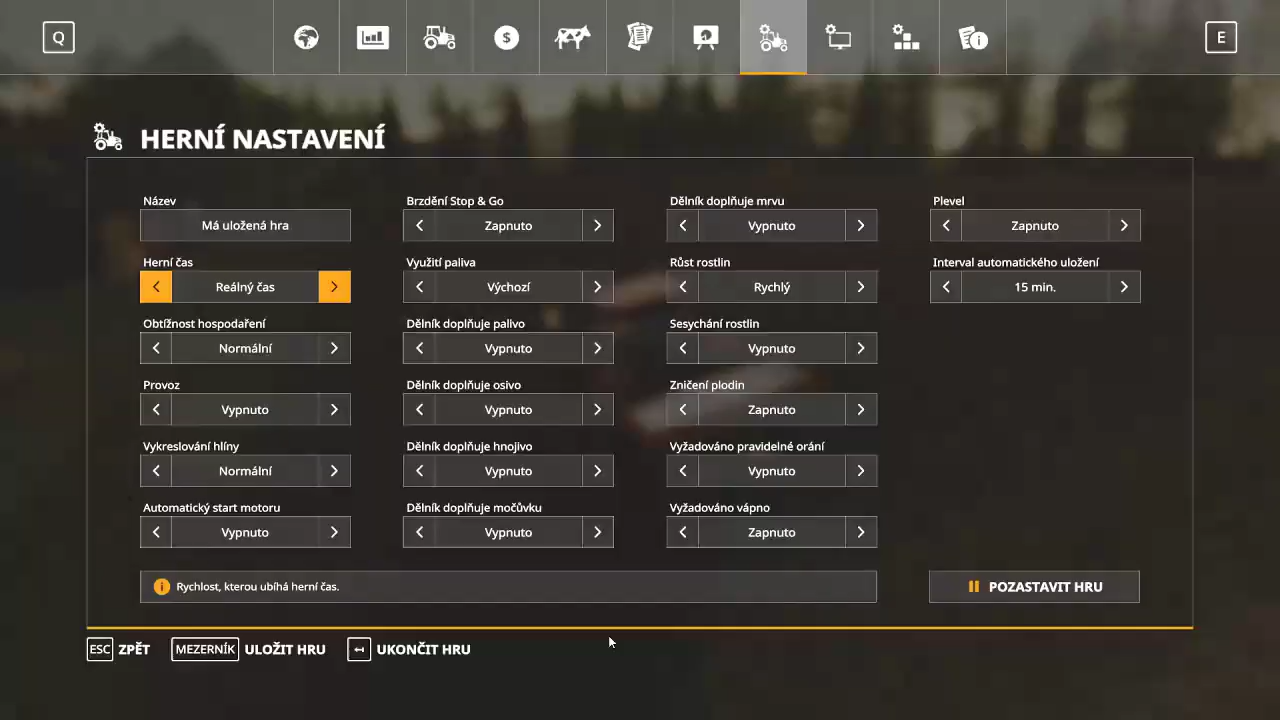 Q
E
HERNÍ NASTAVENÍ
Název
Má uložená hra
Herní čas
Reálný čas
Obtížnost hospodaření
Normální
Provoz
Vypnuto
Vykreslování hlíny
Normální
Automatický start motoru
Vypnuto
Brzdění Stop & Go
Zapnuto
Využití paliva
Výchozí
Dělník doplňuje palivo
Vypnuto
Dělník doplňuje osivo
Vypnuto
Dělník doplňuje hnojivo
Vypnuto
Dělník doplňuje močůvku
Vypnuto
Dělník doplňuje mrvu
Vypnuto
Růst rostlin
Rychlý
Sesychání rostlin
Vypnuto
Zničení plodin
Zapnuto
Vyžadováno pravidelné orání
Vypnuto
Vyžadováno vápno
Zapnuto
Plevel
Zapnuto
Interval automatického uložení
15 min.
Rychlost, kterou ubíhá herní čas.
POZASTAVIT HRU
ESC ZPĚT MEZERNÍK ULOŽIT HRU UKONČIT HRU